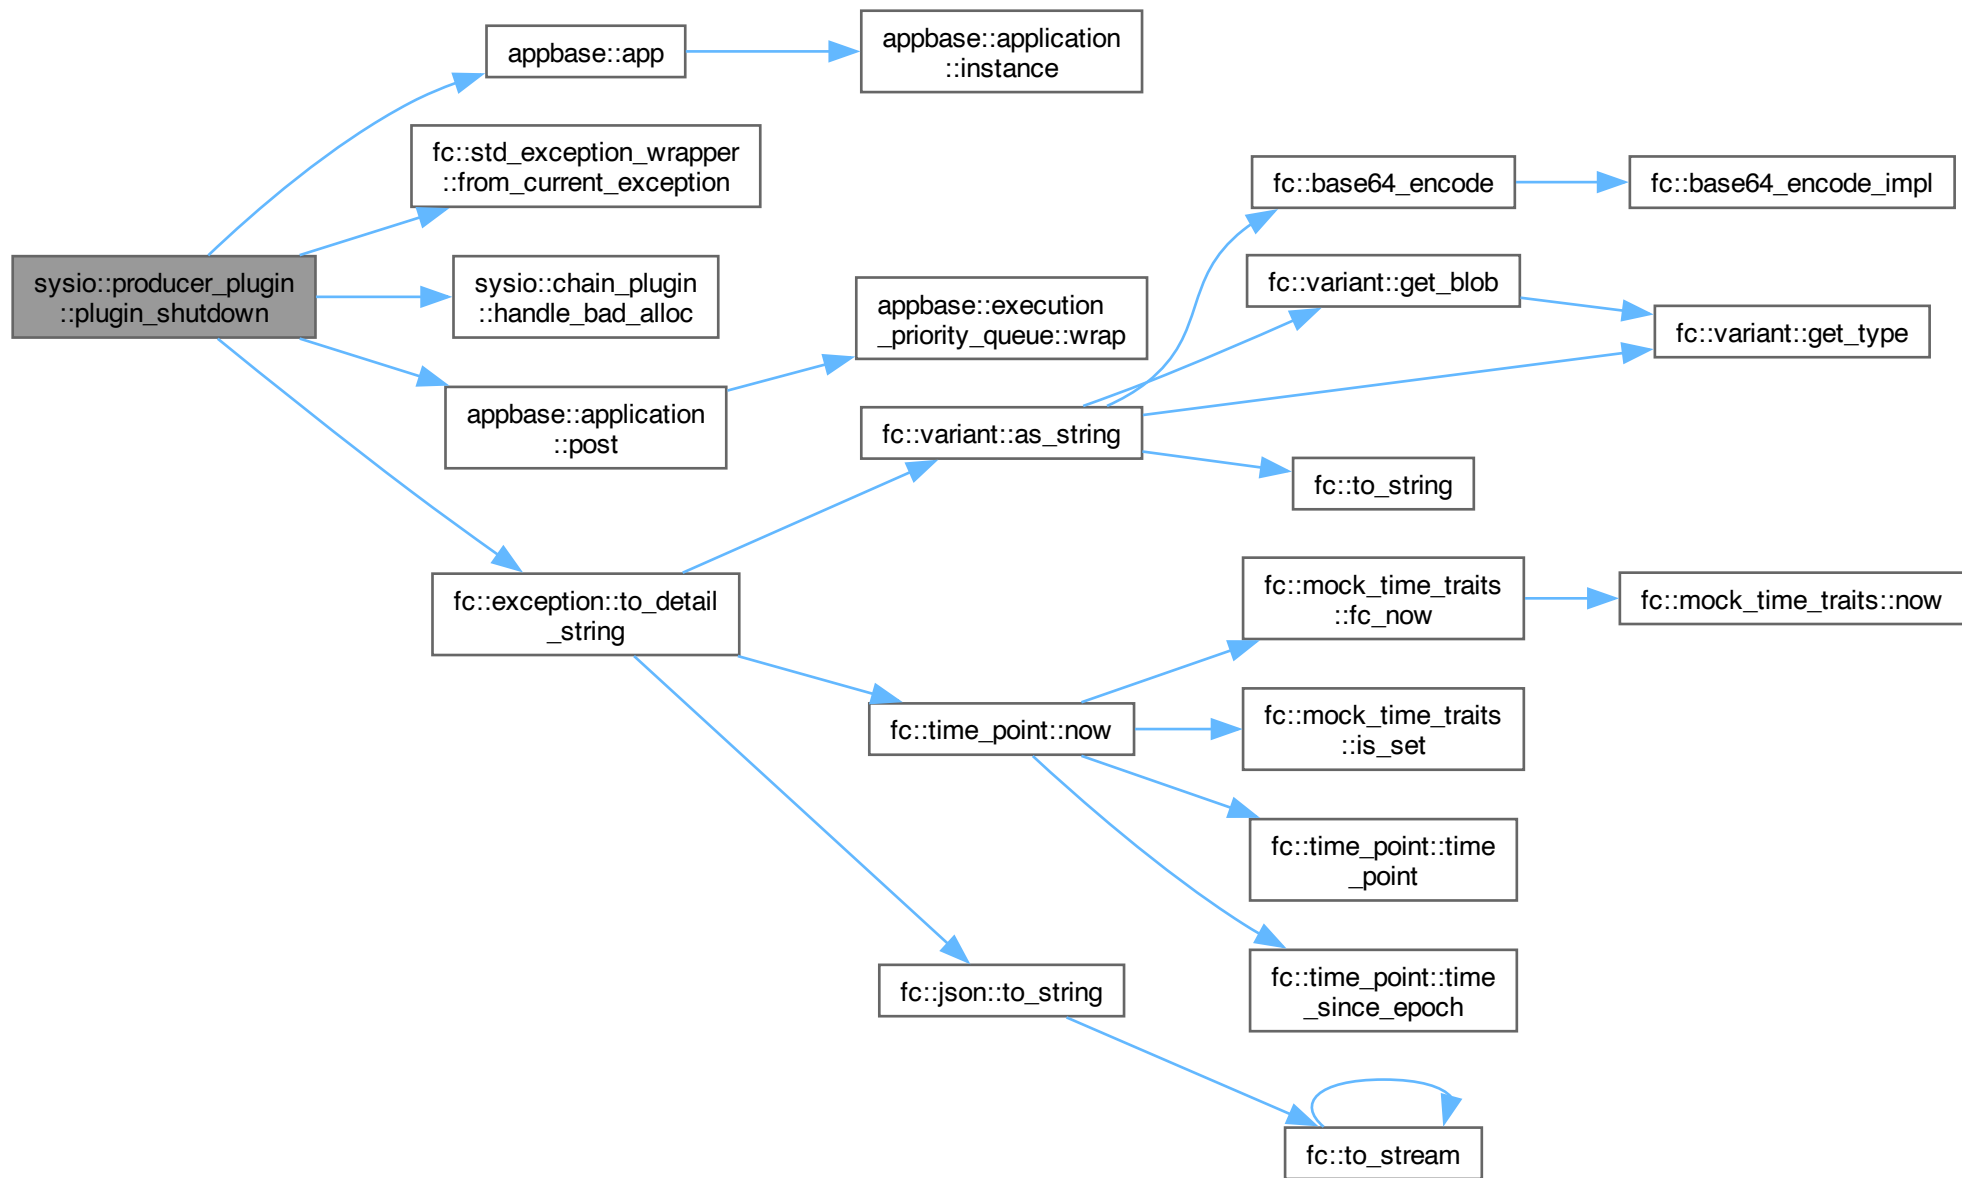 sysio::producer_plugin
::plugin_shutdown
appbase::app
appbase::application
::instance
fc::std_exception_wrapper
::from_current_exception
sysio::chain_plugin
::handle_bad_alloc
appbase::application
::post
appbase::execution
_priority_queue::wrap
fc::exception::to_detail
_string
fc::variant::as_string
fc::base64_encode
fc::base64_encode_impl
fc::variant::get_blob
fc::variant::get_type
fc::to_string
fc::time_point::now
fc::mock_time_traits
::fc_now
fc::mock_time_traits::now
fc::mock_time_traits
::is_set
fc::time_point::time
_point
fc::time_point::time
_since_epoch
fc::json::to_string
fc::to_stream